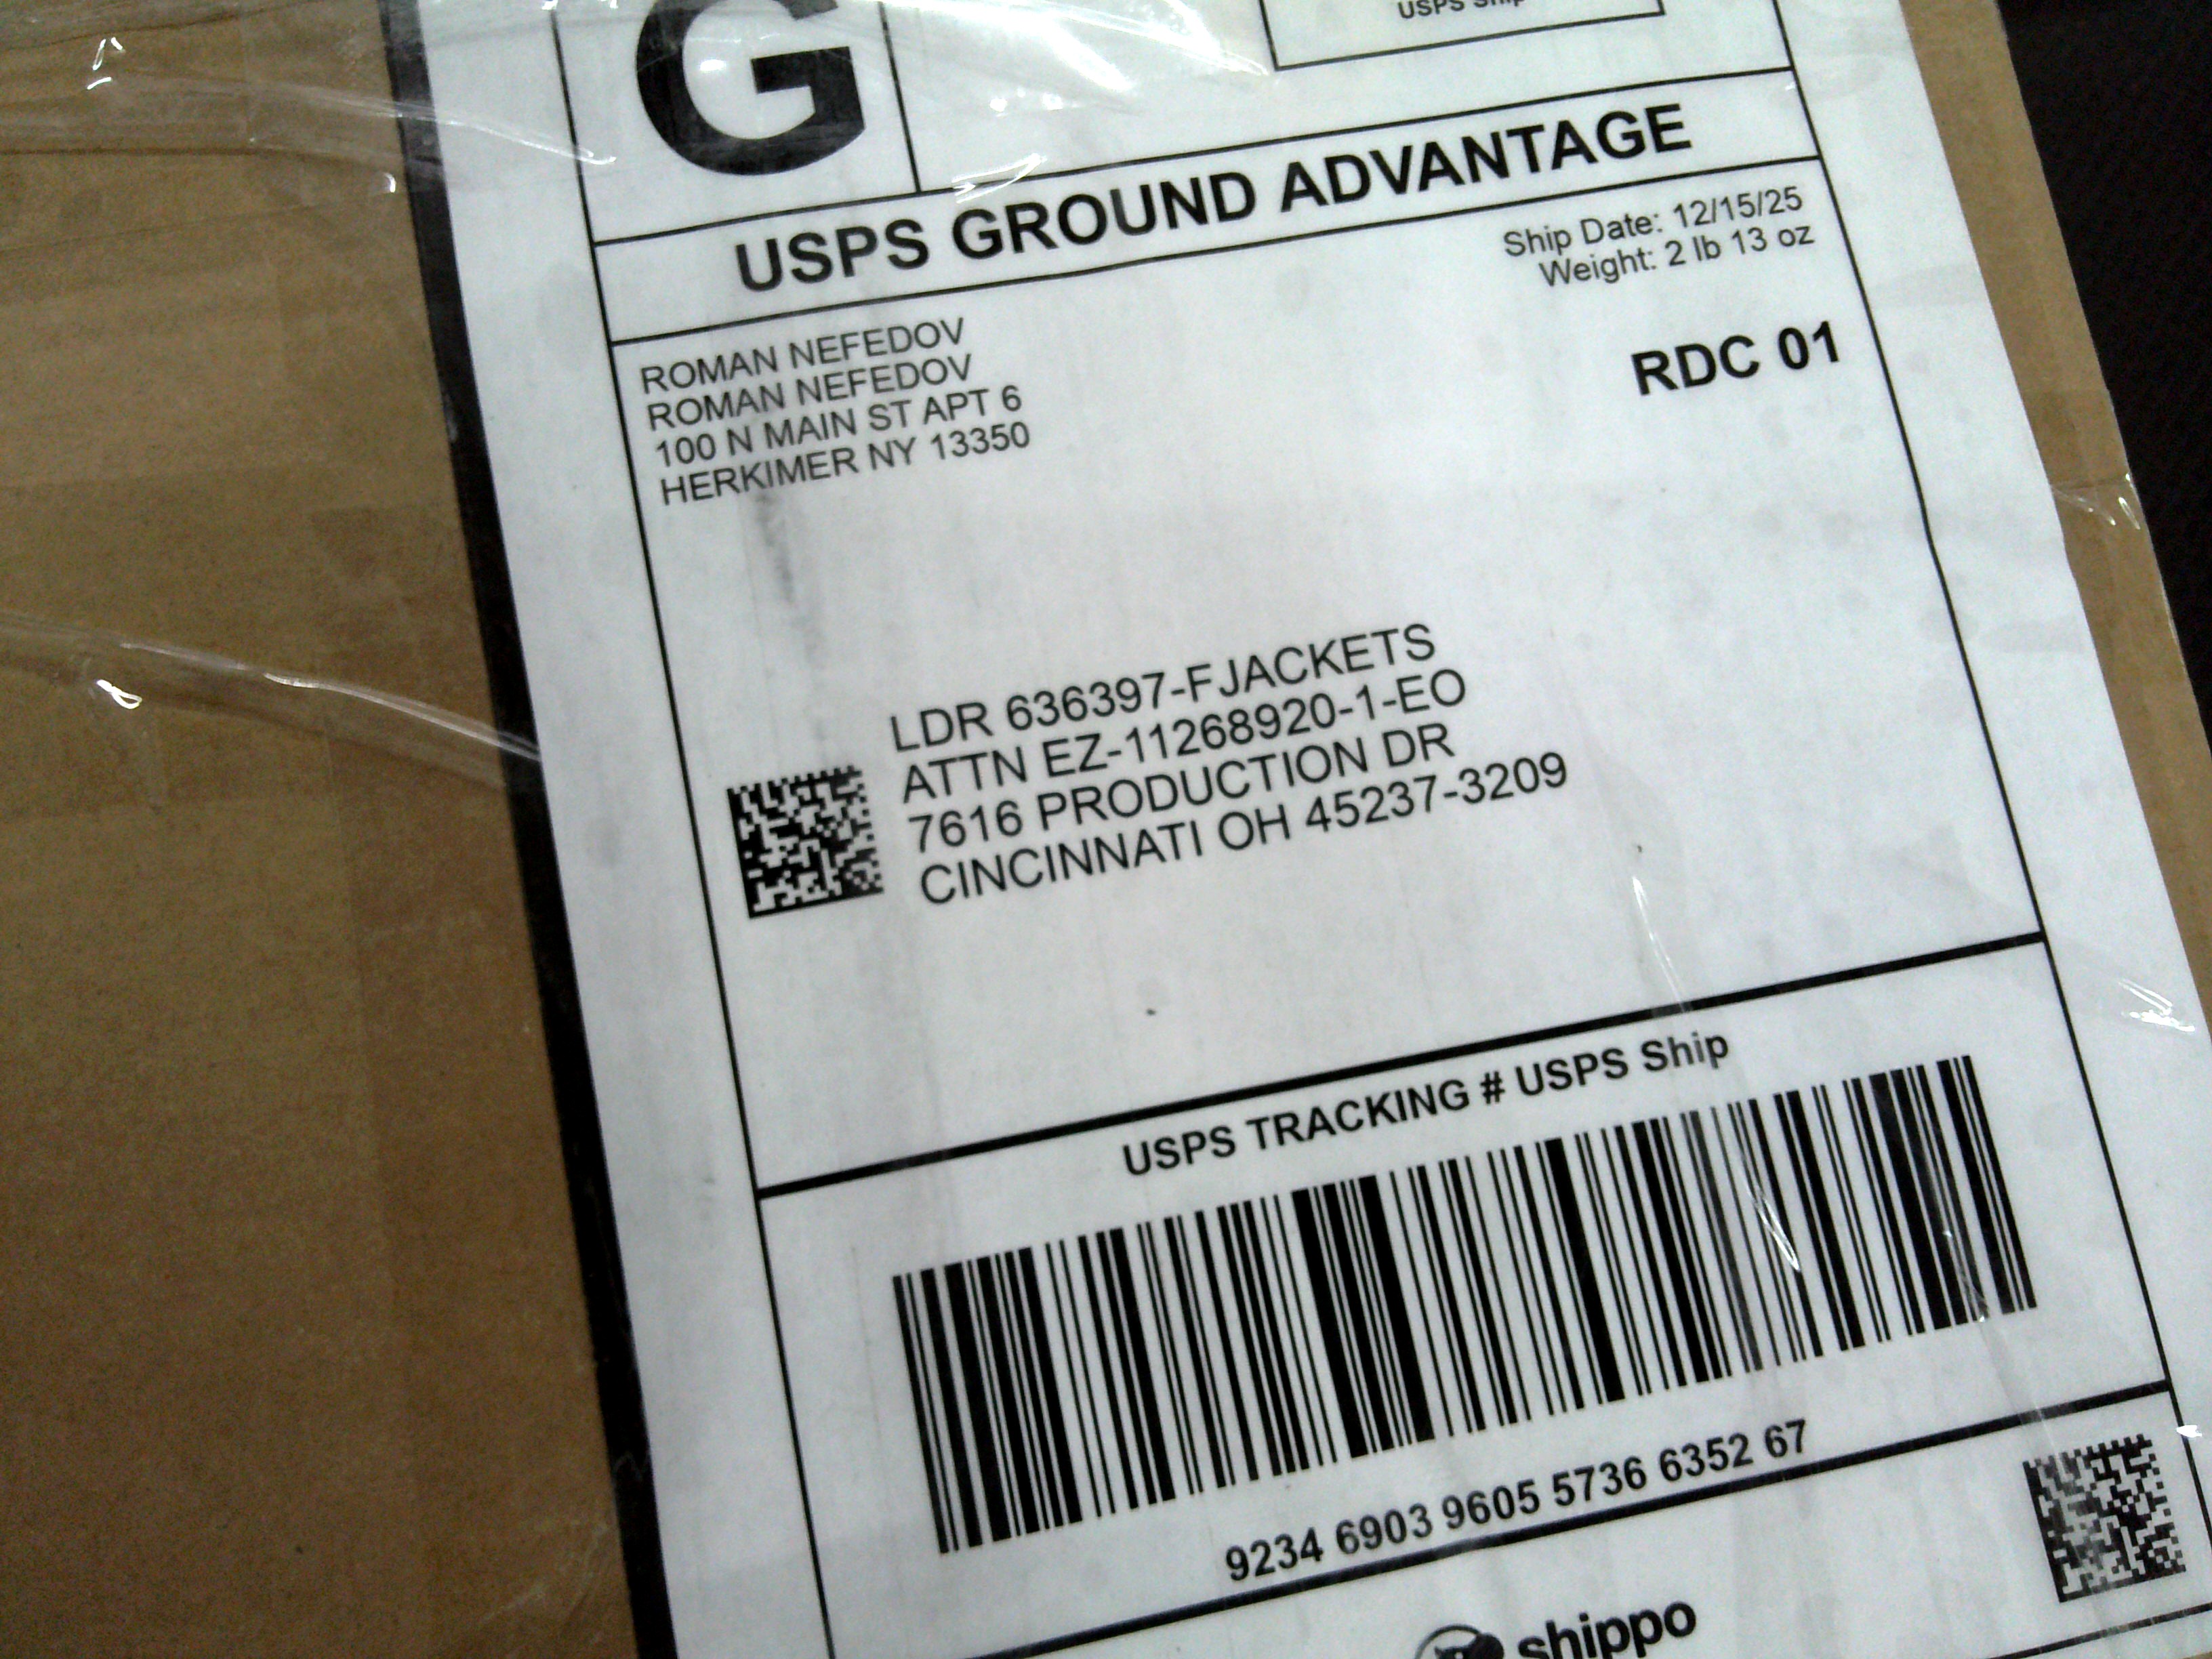 USPS Ship
G
USPS GROUND ADVANTAGE
Ship Date: 12/15/25
Weight: 2 lb 13 oz
ROMAN NEFEDOV
ROMAN NEFEDOV
100 N MAIN ST APT 6
HERKIMER NY 13350
RDC 01
LDR 636397-FJACKETS
ATTN EZ-11268920-1-EO
7616 PRODUCTION DR
CINCINNATI OH 45237-3209
USPS TRACKING # USPS Ship
9234 6903 9605 5736 6352 67
shippo